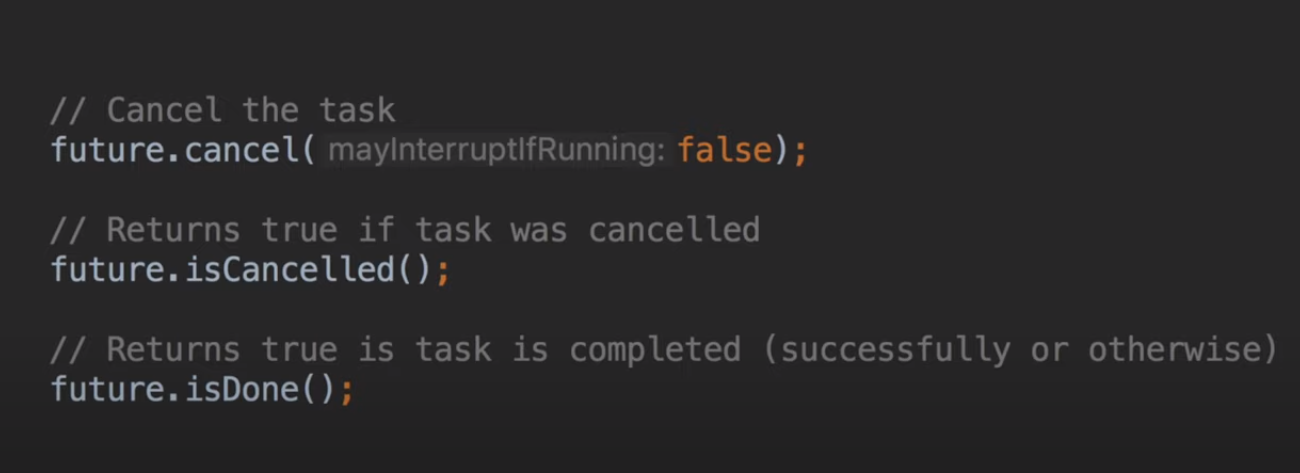 // Cancel the task
future.cancel( mayInterruptIfRunning: false);
// Returns true if task was cancelled
future.isCancelled();
// Returns true is task is completed (successfully or otherwise)
future.isDone();